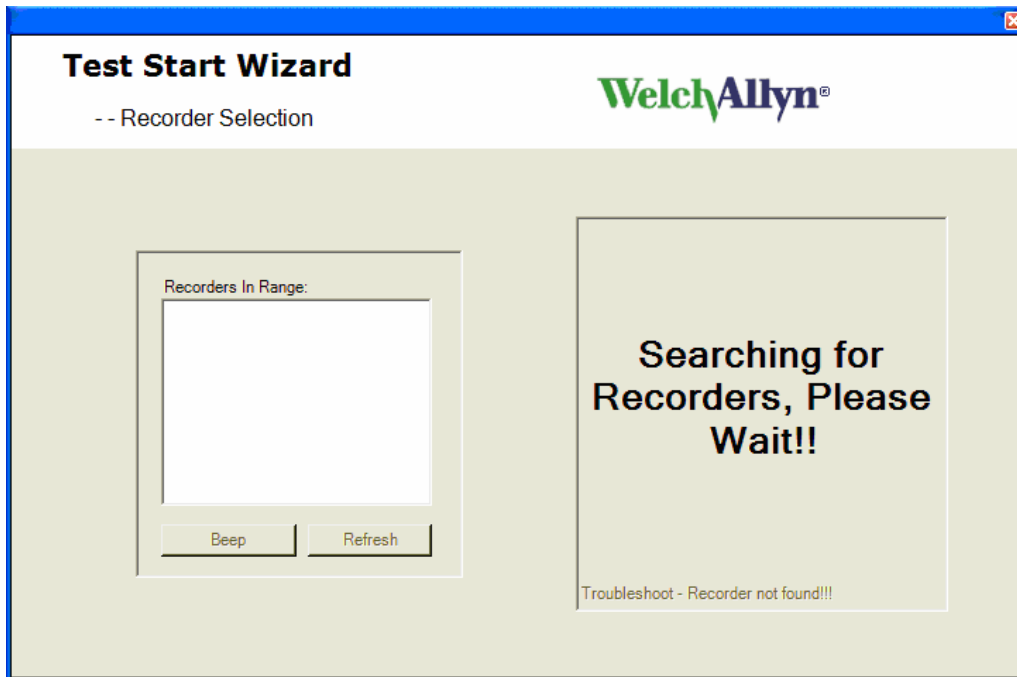 Test Start Wizard
- - Recorder Selection
WelchAllyn®
Recorders In Range:
Beep
Refresh
Searching for
Recorders, Please
Wait!!
Troubleshoot - Recorder not found!!!